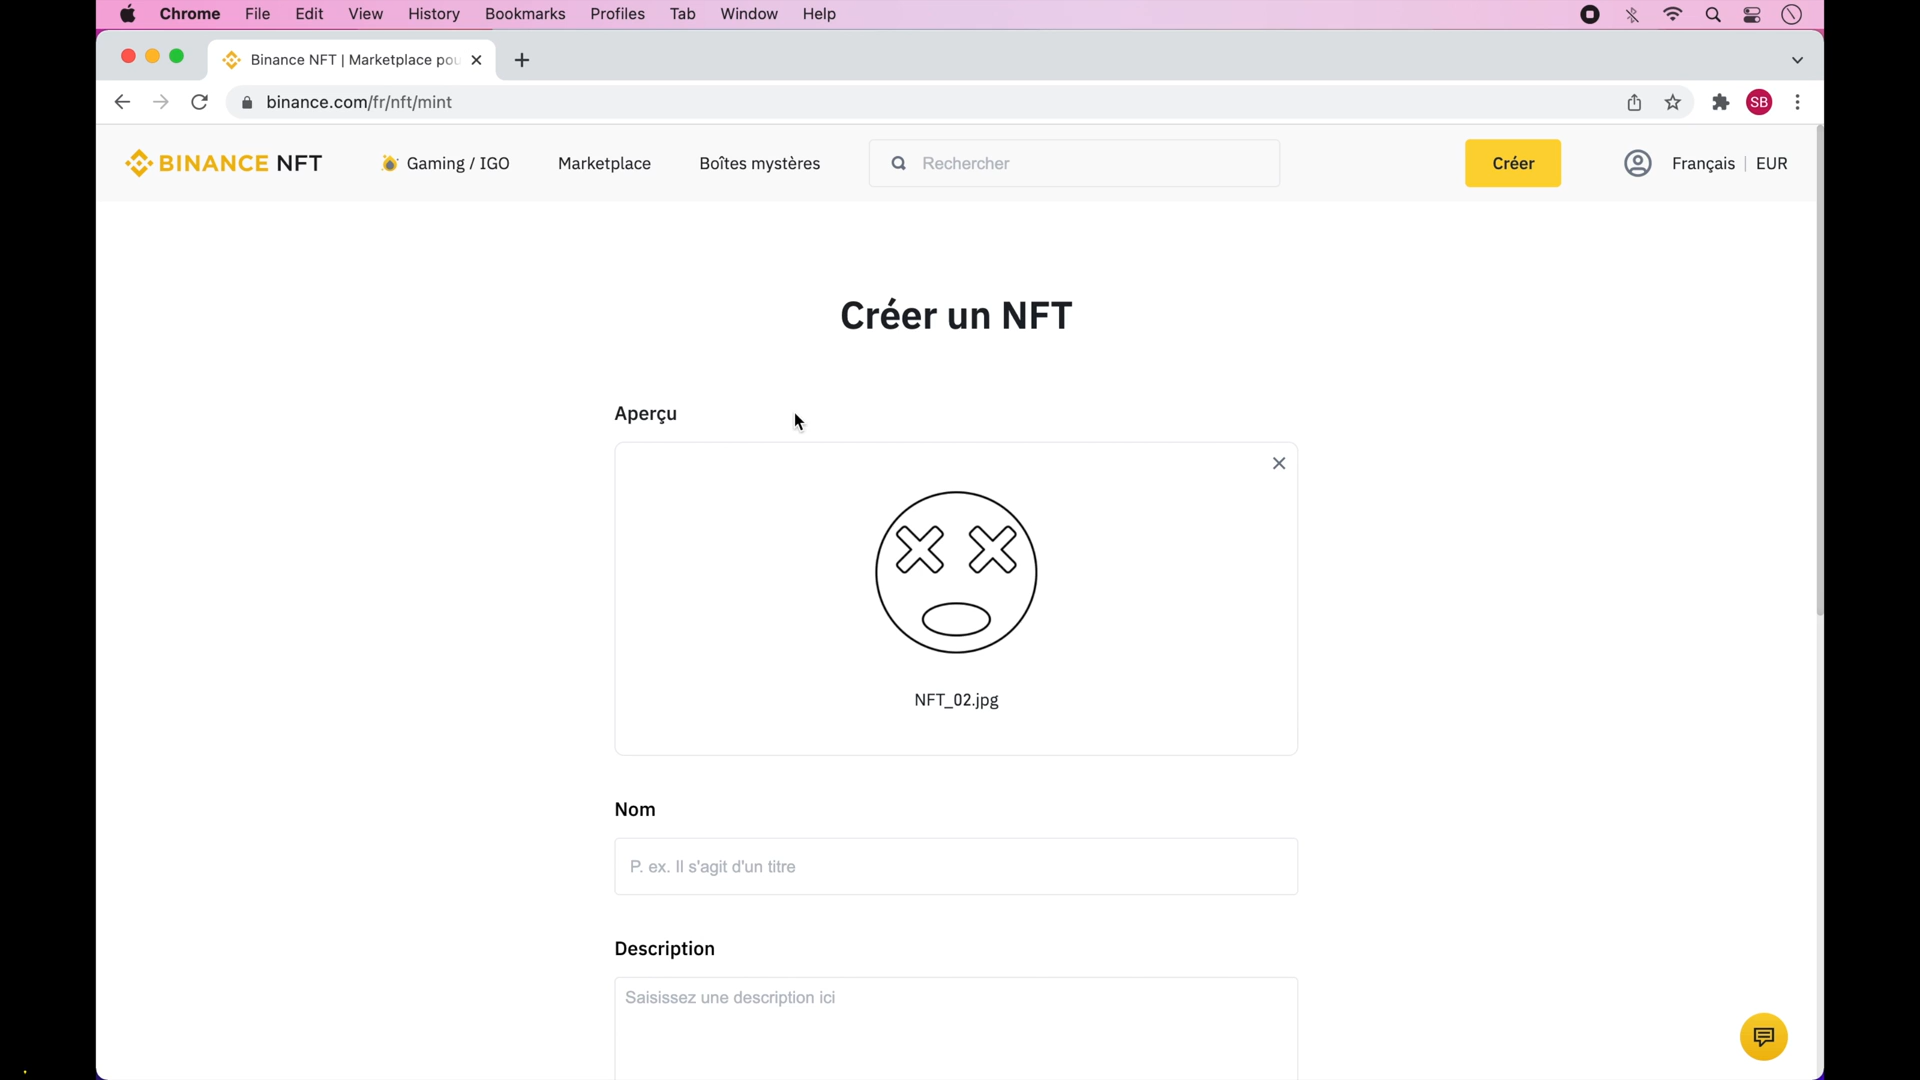 Chrome File Edit View History Bookmarks Profiles Tab Window Help
Binance NFT | Marketplace pou
binance.com/fr/nft/mint
SB
BINANCE NFT Gaming / IGO Marketplace Boîtes mystères Rechercher Créer Français | EUR
Créer un NFT
Aperçu
NFT_02.jpg
Nom
P. ex. Il s'agit d'un titre
Description
Saisissez une description ici